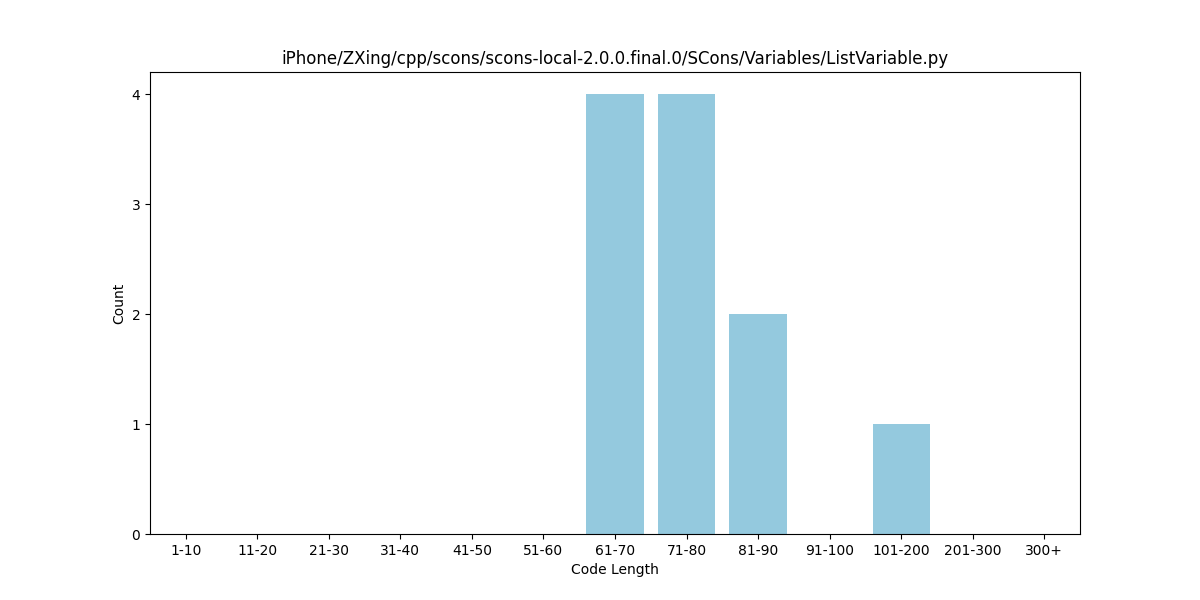 iPhone/ZXing/cpp/scons/scons-local-2.0.0.final.0/SCons/Variables/ListVariable.py
4
3
2
1
0
Count
1-10 11-20 21-30 31-40 41-50 51-60 61-70 71-80 81-90 91-100 101-200 201-300 300+
Code Length